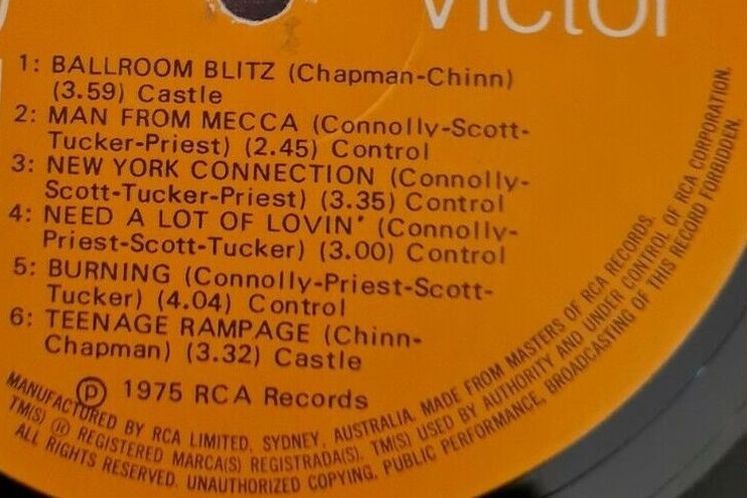 Victor
1: BALLROOM BLITZ (Chapman-Chinn)
(3.59) Castle
2: MAN FROM MECCA (Connolly-Scott-
Tucker-Priest) (2.45) Control
3: NEW YORK CONNECTION (Connolly-
Scott-Tucker-Priest) (3.35) Control
4: NEED A LOT OF LOVIN' (Connolly-
Priest-Scott-Tucker) (3.00) Control
5: BURNING (Connolly-Priest-Scott-
Tucker) (4.04) Control
6: TEENAGE RAMPAGE (Chinn-
Chapman) (3.32) Castle
Ⓟ 1975 RCA Records
MANUFACTURED BY RCA LIMITED, SYDNEY, AUSTRALIA. MADE FROM MASTERS OF RCA RECORDS.
TM(S) ® REGISTERED MARCA(S) REGISTRADA(S). TM(S) USED BY AUTHORITY AND UNDER CONTROL OF RCA CORPORATION.
ALL RIGHTS RESERVED. UNAUTHORIZED COPYING, PUBLIC PERFORMANCE, BROADCASTING OF THIS RECORD FORBIDDEN.